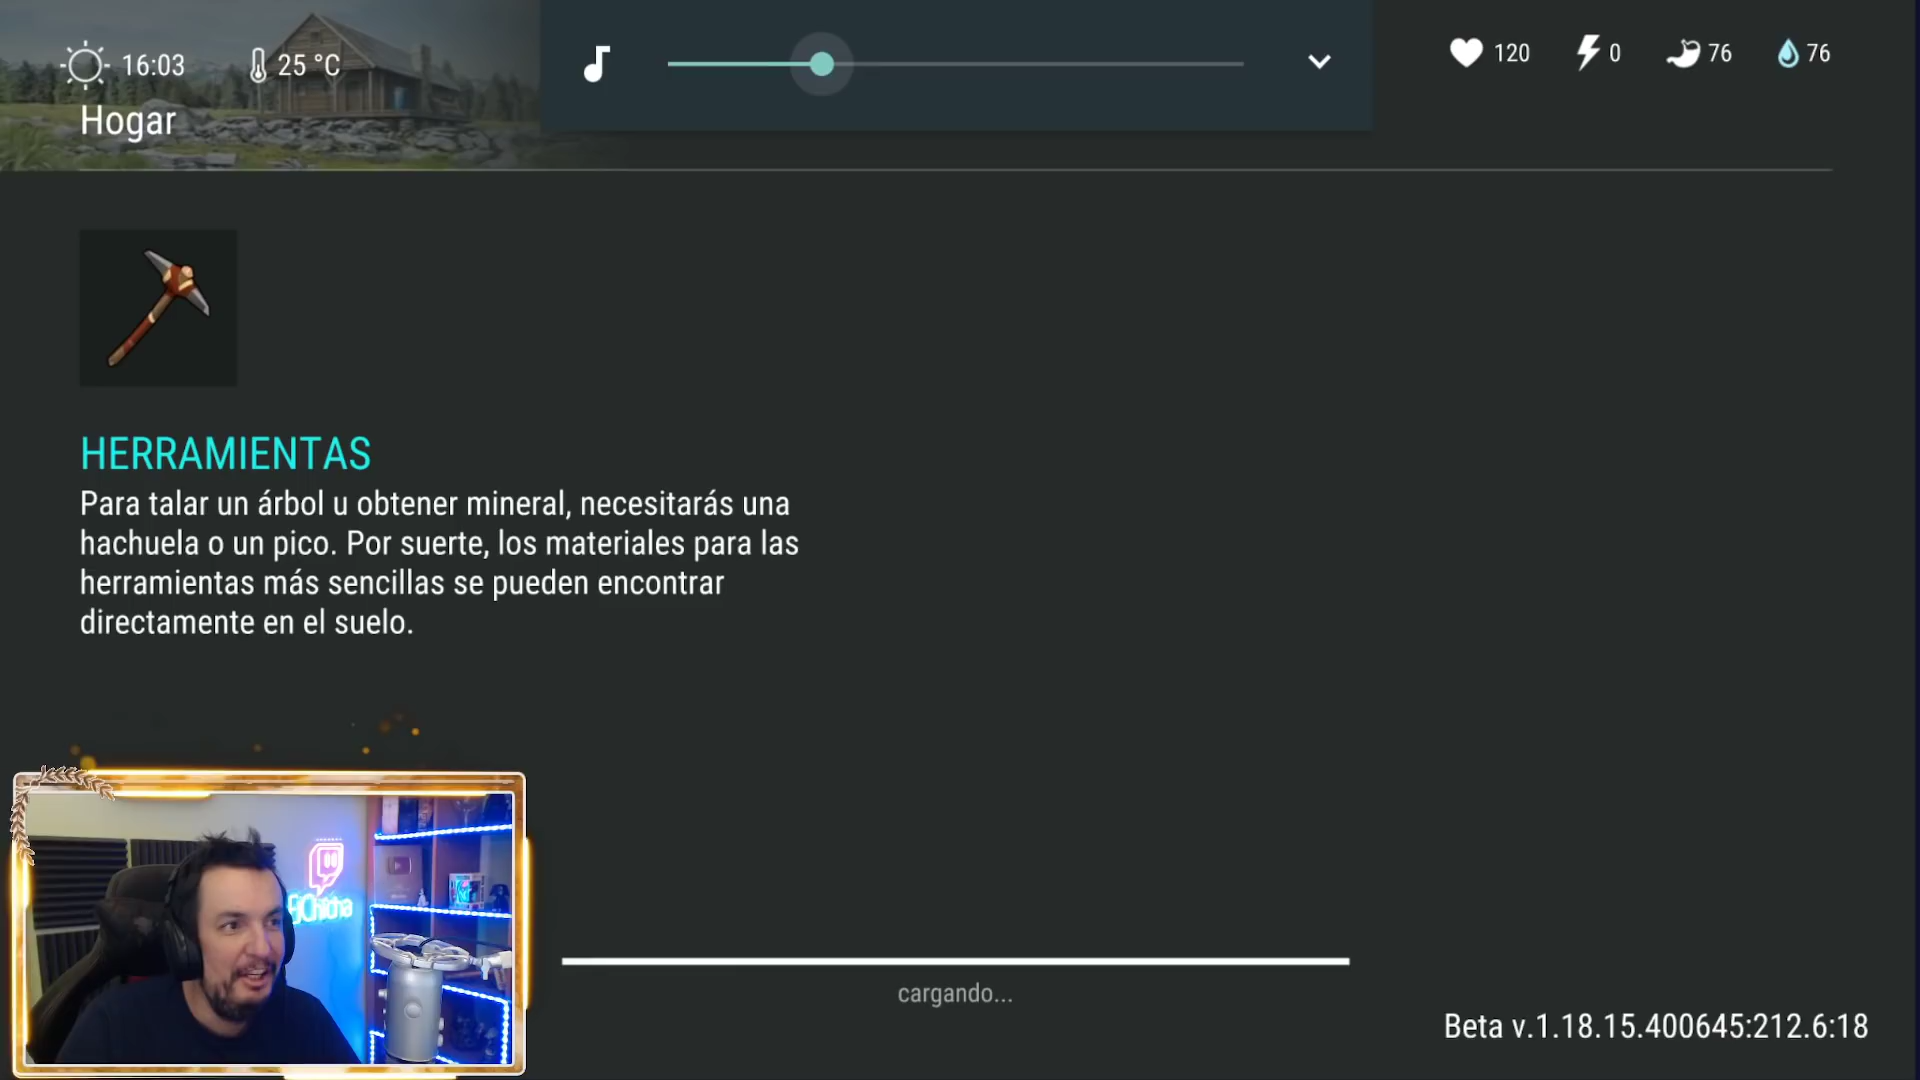 16:03
25 °C
120
0
76
76
Hogar
HERRAMIENTAS
Para talar un árbol u obtener mineral, necesitarás una
hachuela o un pico. Por suerte, los materiales para las
herramientas más sencillas se pueden encontrar
directamente en el suelo.
cargando...
Beta v.1.18.15.400645:212.6:18